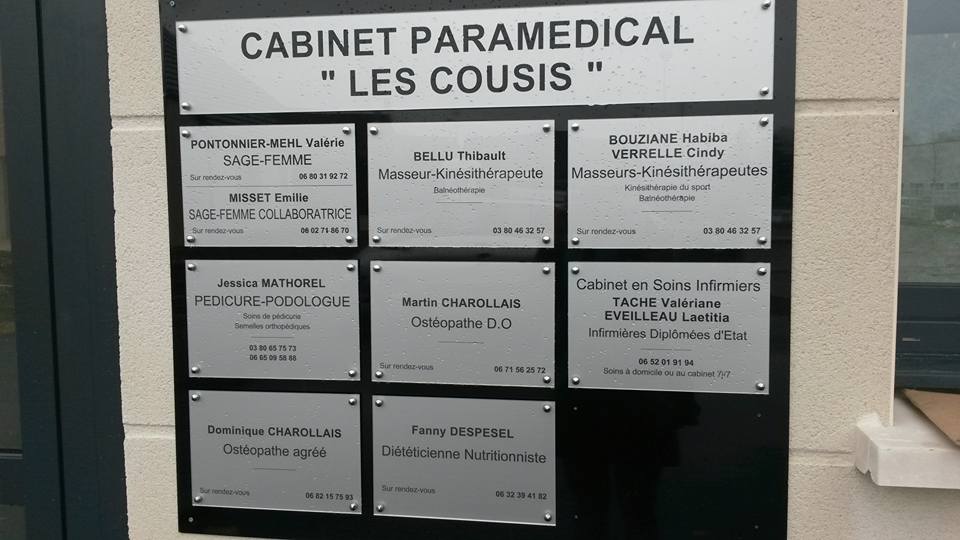 CABINET PARAMEDICAL
" LES COUSIS "
PONTONNIER-MEHL Valérie
SAGE-FEMME
Sur rendez-vous 06 80 31 92 72
MISSET Emilie
SAGE-FEMME COLLABORATRICE
Sur rendez-vous 06 02 71 86 70
BELLU Thibault
Masseur-Kinésithérapeute
Balnéothérapie
Sur rendez-vous 03 80 46 32 57
BOUZIANE Habiba
VERRELLE Cindy
Masseurs-Kinésithérapeutes
Kinésithérapie du sport
Balnéothérapie
Sur rendez-vous 03 80 46 32 57
Jessica MATHOREL
PEDICURE-PODOLOGUE
Soins de pédicurie
Semelles orthopédiques
03 80 65 75 73
06 65 09 58 88
Martin CHAROLLAIS
Ostéopathe D.O
Sur rendez-vous 06 71 56 25 72
Cabinet en Soins Infirmiers
TACHE Valériane
EVEILLEAU Laetitia
Infirmières Diplômées d'Etat
06 52 01 91 94
Soins à domicile ou au cabinet 7j/7
Dominique CHAROLLAIS
Ostéopathe agréé
Sur rendez-vous 06 82 15 75 93
Fanny DESPESEL
Diététicienne Nutritionniste
Sur rendez-vous 06 32 39 41 82